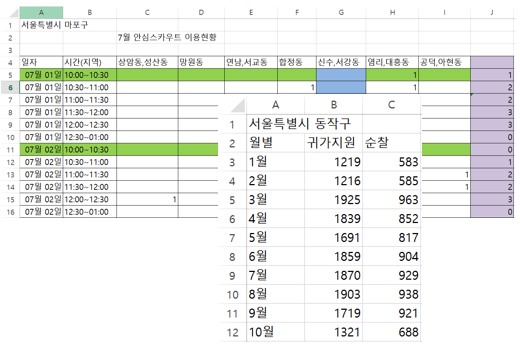 A B C D E F G H I J
1 서울특별시 마포구
2 7월 안심스카우트 이용현황
3
4 일자 시간(지역) 상암동,성산동 망원동 연남,서교동 합정동 신수,서강동 염리,대흥동 공덕,아현동
5 07월 01일 10:00~10:30 1 1
6 07월 01일 10:30~11:00 1 1 2
7 07월 01일 11:00~11:30 2
8 07월 01일 11:30~12:00 3
9 07월 01일 12:00~12:30 3
10 07월 01일 12:30~01:00 0
11 07월 02일 10:00~10:30 0
12 07월 02일 10:30~11:00 1
13 07월 02일 11:00~11:30 1 2
14 07월 02일 11:30~12:00 1 2
15 07월 02일 12:00~12:30 1 3
16 07월 02일 12:30~01:00 0
A B C
1 서울특별시 동작구
2 월별 귀가지원 순찰
3 1월 1219 583
4 2월 1216 585
5 3월 1925 963
6 4월 1839 852
7 5월 1691 817
8 6월 1859 904
9 7월 1870 929
10 8월 1903 938
11 9월 1719 921
12 10월 1321 688